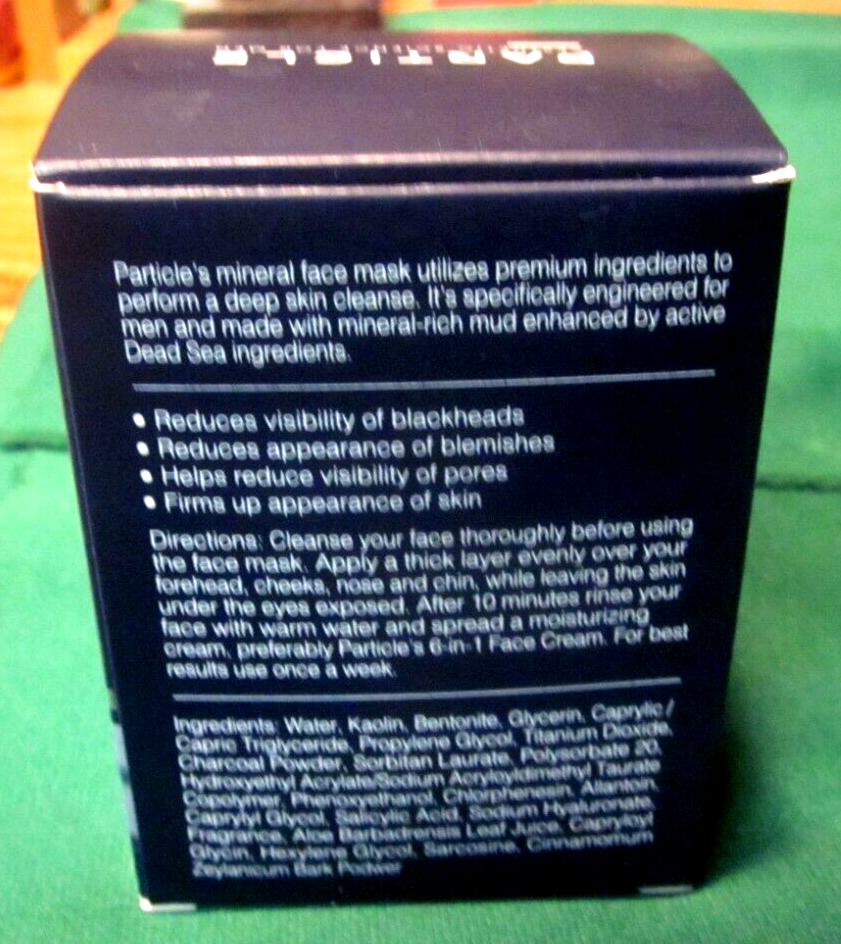 PARTICLE
Particle's mineral face mask utilizes premium ingredients to
perform a deep skin cleanse. It's specifically engineered for
men and made with mineral-rich mud enhanced by active
Dead Sea ingredients.
• Reduces visibility of blackheads
• Reduces appearance of blemishes
• Helps reduce visibility of pores
• Firms up appearance of skin
Directions: Cleanse your face thoroughly before using
the face mask. Apply a thick layer evenly over your
forehead, cheeks, nose and chin, while leaving the skin
under the eyes exposed. After 10 minutes rinse your
face with warm water and spread a moisturizing
cream, preferably Particle's 6-in-1 Face Cream. For best
results use once a week.
Ingredients: Water, Kaolin, Bentonite, Glycerin, Caprylic /
Capric Triglyceride, Propylene Glycol, Titanium Dioxide,
Charcoal Powder, Sorbitan Laurate, Polysorbate 20,
Hydroxyethyl Acrylate/Sodium Acryloyldimethyl Taurate
Copolymer, Phenoxyethanol, Chlorphenesin, Allantoin,
Caprylyl Glycol, Salicylic Acid, Sodium Hyaluronate,
Fragrance, Aloe Barbadensis Leaf Juice, Capryloyl
Glycin, Hexylene Glycol, Sarcosine, Cinnamomum
Zeylanicum Bark Podwer